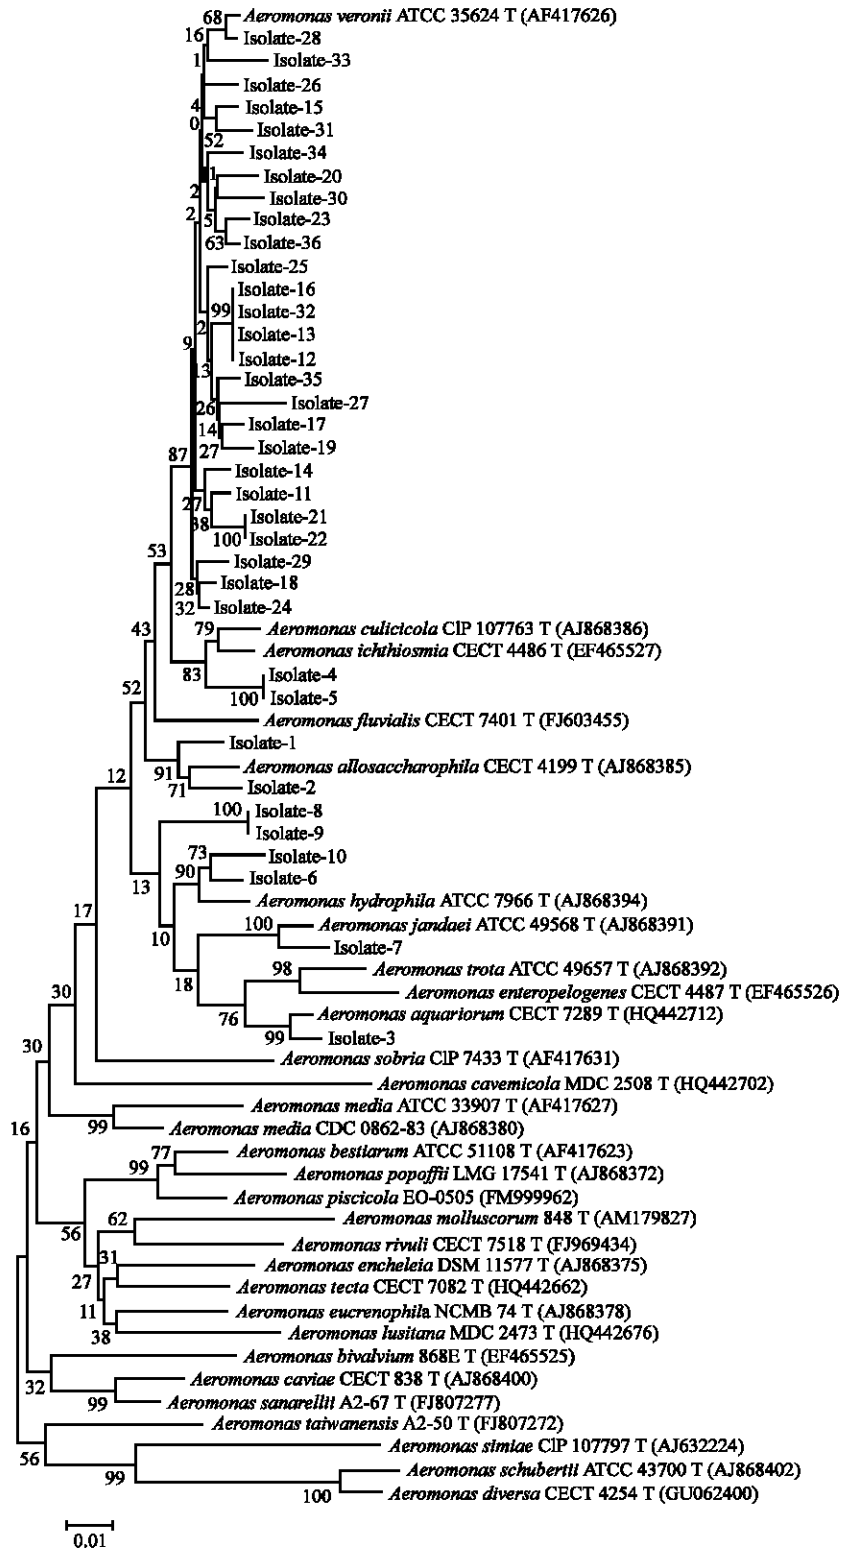 68
Aeromonas veronii ATCC 35624 T (AF417626)
16
Isolate-28
1
Isolate-33
Isolate-26
4
Isolate-15
0
Isolate-31
52
Isolate-34
1
Isolate-20
2
Isolate-30
2
5
Isolate-23
63
Isolate-36
Isolate-25
Isolate-16
99
Isolate-32
2
Isolate-13
9
Isolate-12
13
Isolate-35
26
Isolate-27
14
Isolate-17
27
Isolate-19
87
Isolate-14
27
Isolate-11
38
Isolate-21
100
Isolate-22
53
Isolate-29
28
Isolate-18
32
Isolate-24
43
79
Aeromonas culicicola CIP 107763 T (AJ868386)
Aeromonas ichthiosmia CECT 4486 T (EF465527)
83
Isolate-4
100
Isolate-5
52
Aeromonas fluvialis CECT 7401 T (FJ603455)
Isolate-1
91
Aeromonas allosaccharophila CECT 4199 T (AJ868385)
71
Isolate-2
12
100
Isolate-8
Isolate-9
73
Isolate-10
90
Isolate-6
13
Aeromonas hydrophila ATCC 7966 T (AJ868394)
17
100
Aeromonas jandaei ATCC 49568 T (AJ868391)
10
Isolate-7
98
Aeromonas trota ATCC 49657 T (AJ868392)
18
Aeromonas enteropelogenes CECT 4487 T (EF465526)
30
76
Aeromonas aquariorum CECT 7289 T (HQ442712)
99
Isolate-3
30
Aeromonas sobria CIP 7433 T (AF417631)
Aeromonas cavemicola MDC 2508 T (HQ442702)
Aeromonas media ATCC 33907 T (AF417627)
99
Aeromonas media CDC 0862-83 (AJ868380)
16
77
Aeromonas bestiarum ATCC 51108 T (AF417623)
99
Aeromonas popoffii LMG 17541 T (AJ868372)
Aeromonas piscicola EO-0505 (FM999962)
56
62
Aeromonas molluscorum 848 T (AM179827)
Aeromonas rivuli CECT 7518 T (FJ969434)
31
Aeromonas encheleia DSM 11577 T (AJ868375)
27
Aeromonas tecta CECT 7082 T (HQ442662)
11
Aeromonas eucrenophila NCMB 74 T (AJ868378)
38
Aeromonas lusitana MDC 2473 T (HQ442676)
Aeromonas bivalvium 868E T (EF465525)
32
Aeromonas caviae CECT 838 T (AJ868400)
99
Aeromonas sanarellii A2-67 T (FJ807277)
Aeromonas taiwanensis A2-50 T (FJ807272)
56
Aeromonas simiae CIP 107797 T (AJ632224)
99
Aeromonas schubertii ATCC 43700 T (AJ868402)
100
Aeromonas diversa CECT 4254 T (GU062400)
0.01